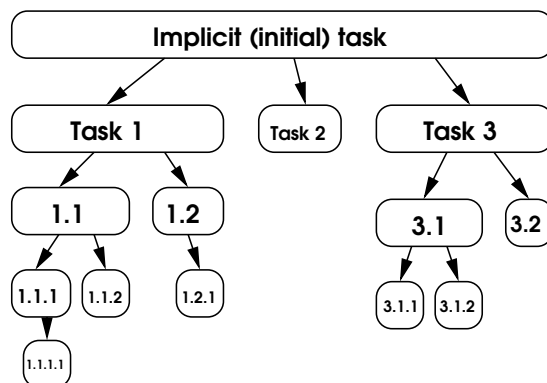 Implicit (initial) task
Task 1
Task 2
Task 3
1.1
1.2
3.1
3.2
1.1.1
1.1.2
1.2.1
3.1.1
3.1.2
1.1.1.1